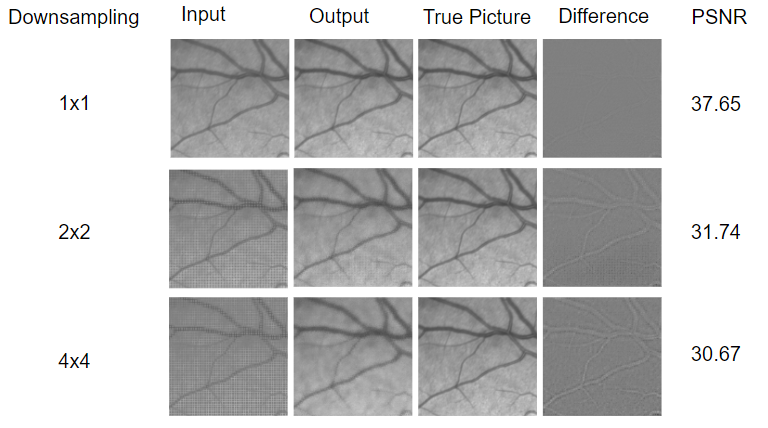 Downsampling Input Output True Picture Difference PSNR
1x1 37.65
2x2 31.74
4x4 30.67